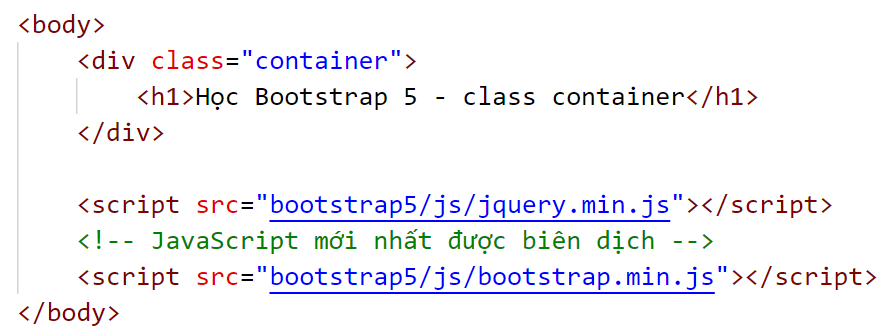 <body>
<div class="container">
<h1>Học Bootstrap 5 - class container</h1>
</div>
<script src="bootstrap5/js/jquery.min.js"></script>
<!-- JavaScript mới nhất được biên dịch -->
<script src="bootstrap5/js/bootstrap.min.js"></script>
</body>